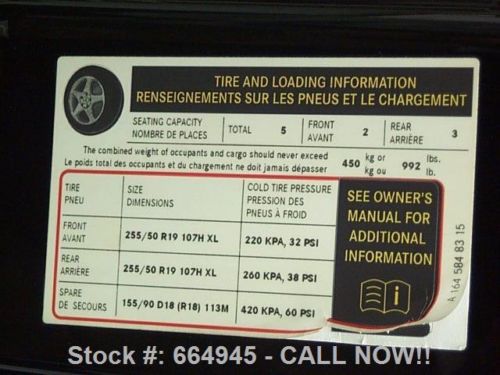 TIRE AND LOADING INFORMATION
RENSEIGNEMENTS SUR LES PNEUS ET LE CHARGEMENT
SEATING CAPACITY
NOMBRE DE PLACES
TOTAL 5
FRONT
AVANT
2
REAR
ARRIÈRE
3
The combined weight of occupants and cargo should never exceed
Le poids total des occupants et du chargement ne doit jamais dépasser
450 kg or
kg ou
992 lbs.
lb.
TIRE
PNEU
SIZE
DIMENSIONS
COLD TIRE PRESSURE
PRESSION DES
PNEUS À FROID
FRONT
AVANT
255/50 R19 107H XL
220 KPA, 32 PSI
REAR
ARRIÈRE
255/50 R19 107H XL
260 KPA, 38 PSI
SPARE
DE SECOURS
155/90 D18 (R18) 113M
420 KPA, 60 PSI
SEE OWNER'S
MANUAL FOR
ADDITIONAL
INFORMATION
A 164 584 83 15
Stock #: 664945 - CALL NOW!!